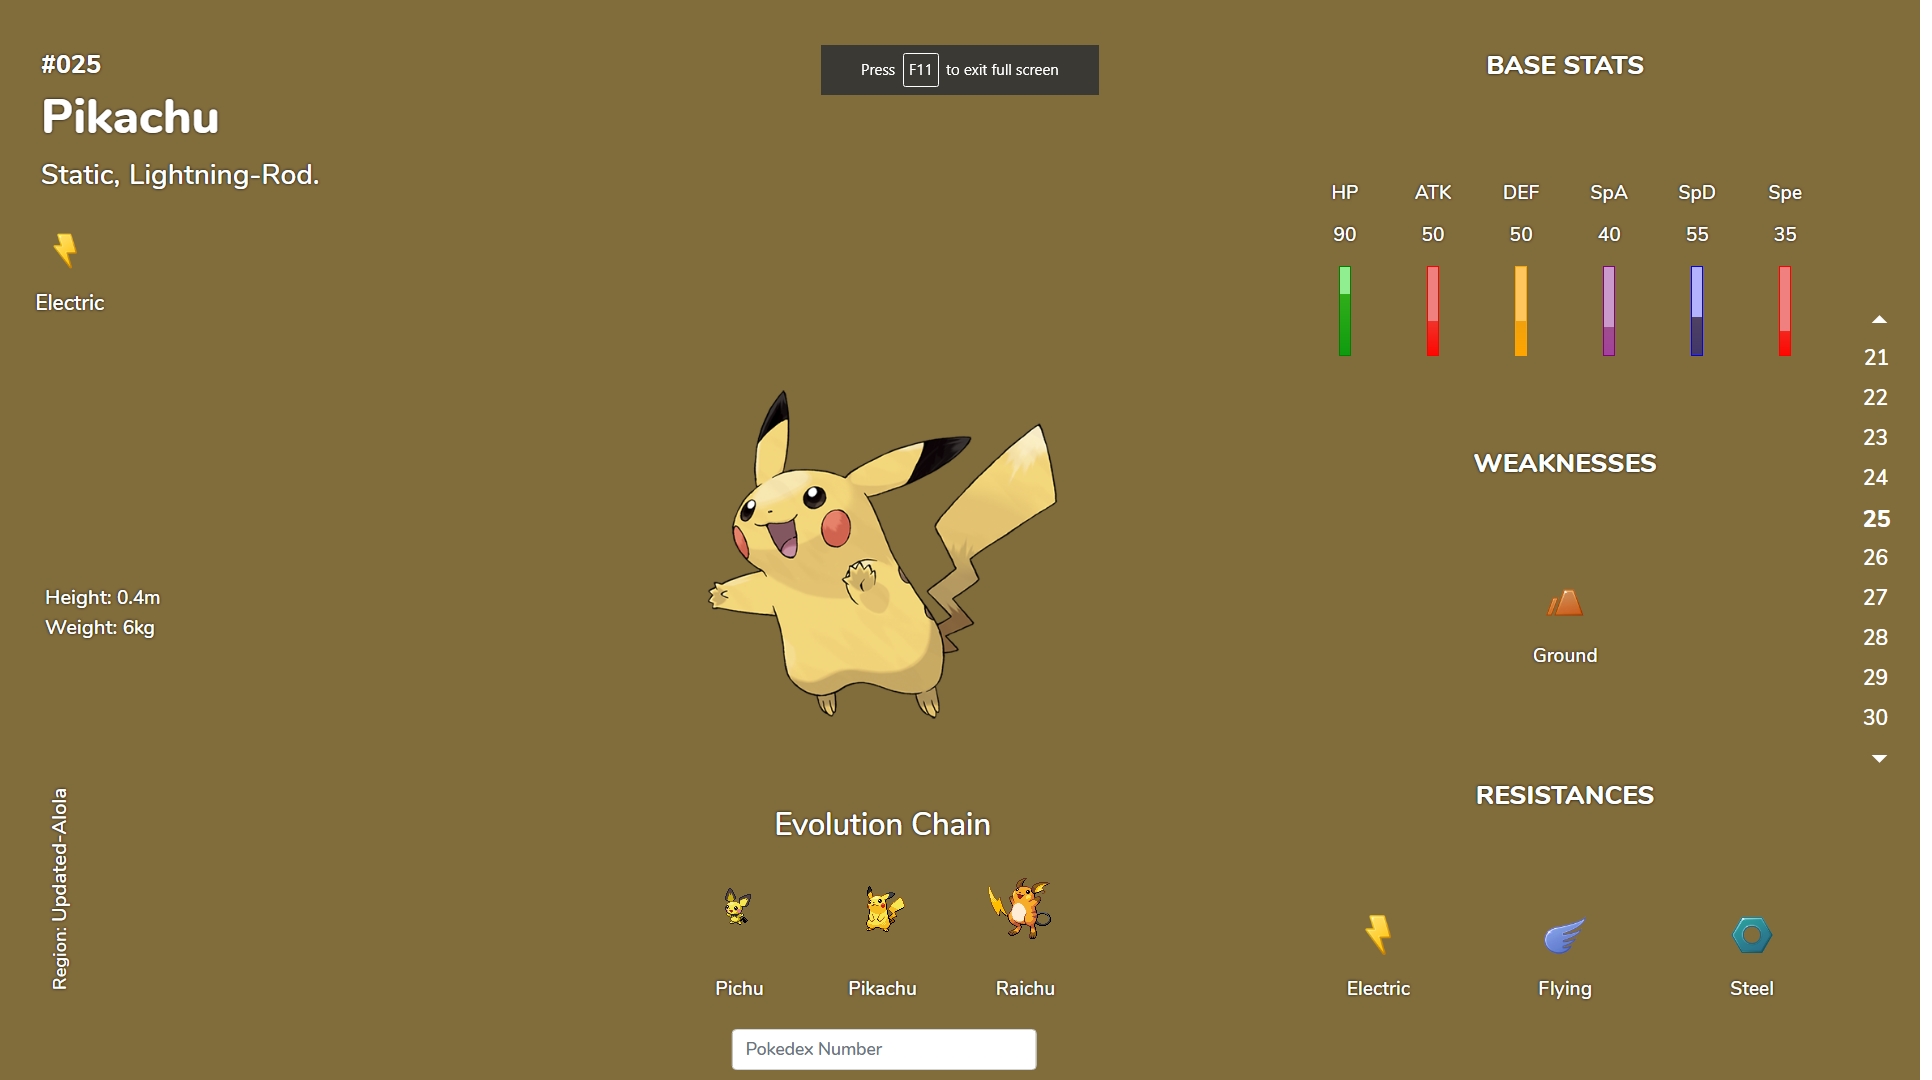 #025
Pikachu
Static, Lightning-Rod.
Electric
Height: 0.4m
Weight: 6kg
Region: Updated-Alola
Press F11 to exit full screen
Evolution Chain
Pichu Pikachu Raichu
Pokedex Number
BASE STATS
HP ATK DEF SpA SpD Spe
90 50 50 40 55 35
WEAKNESSES
Ground
RESISTANCES
Electric Flying Steel
21
22
23
24
25
26
27
28
29
30